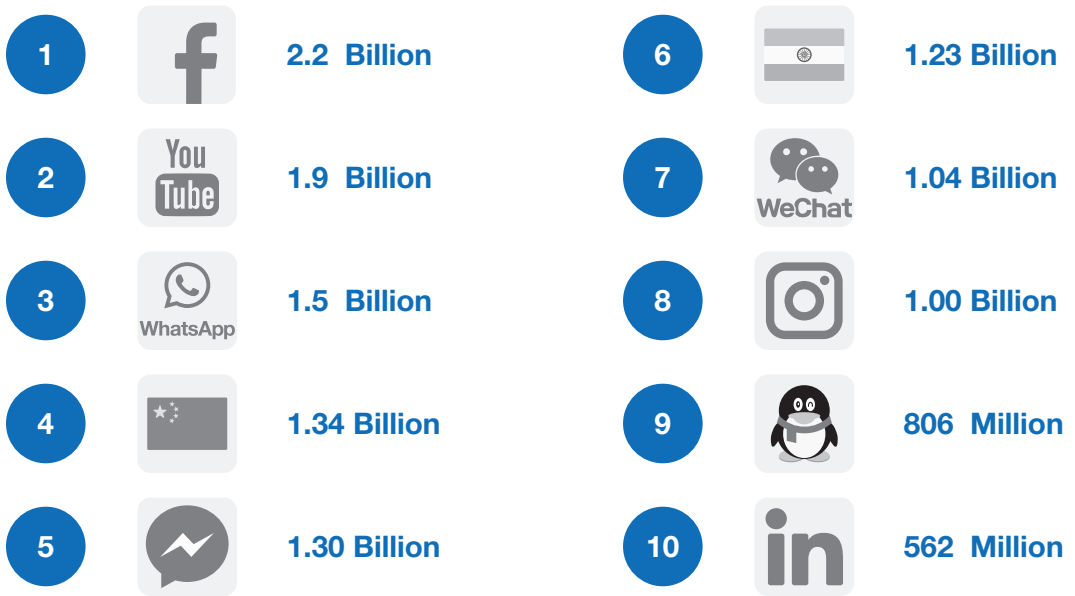 1
2.2 Billion
2
You
Tube
1.9 Billion
3
WhatsApp
1.5 Billion
4
1.34 Billion
5
1.30 Billion
6
1.23 Billion
7
WeChat
1.04 Billion
8
1.00 Billion
9
806 Million
10
in
562 Million